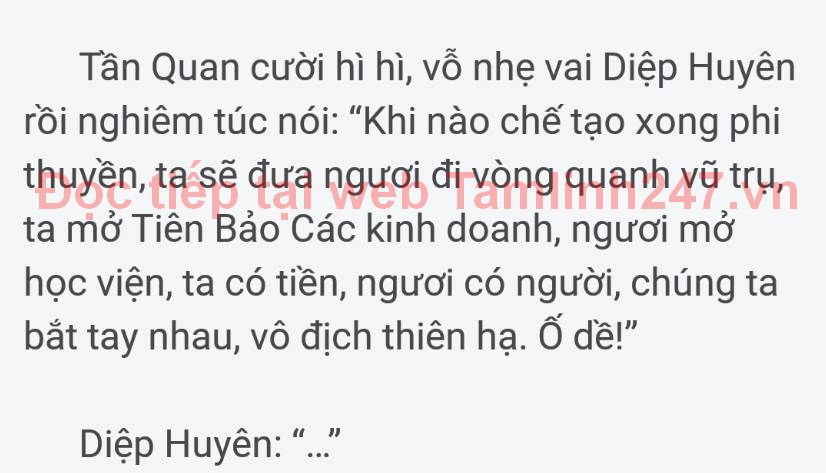 Tần Quan cười hì hì, vỗ nhẹ vai Diệp Huyên
rồi nghiêm túc nói: “Khi nào chế tạo xong phi
thuyền, ta sẽ đưa ngươi đi vòng quanh vũ trụ,
Đọc tiếp tại web Tamlinh247.vn
ta mở Tiên Bảo Các kinh doanh, ngươi mở
học viện, ta có tiền, ngươi có người, chúng ta
bắt tay nhau, vô địch thiên hạ. Ố dề!”
Diệp Huyên: “...”